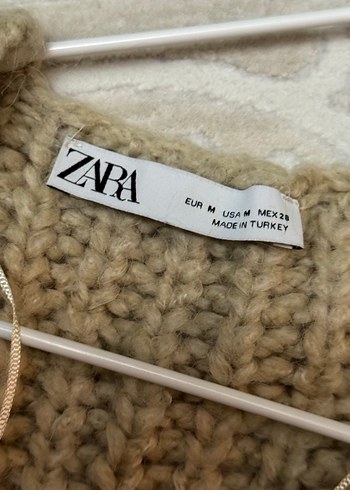 ZARA
EUR M USA M MEX 28
MADE IN TURKEY